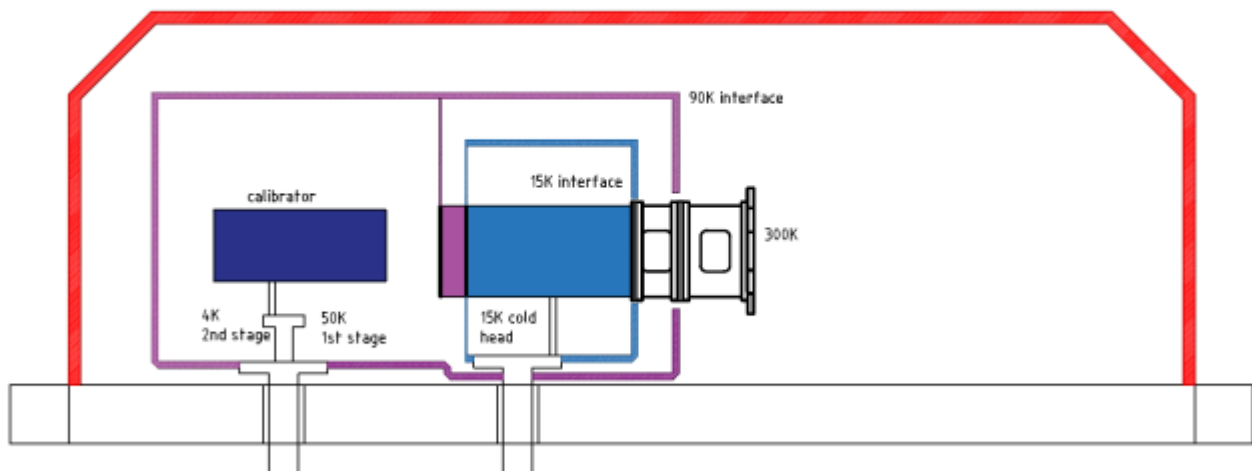 90K interface
15K interface
calibrator
300K
4K
2nd stage
50K
1st stage
15K cold
head